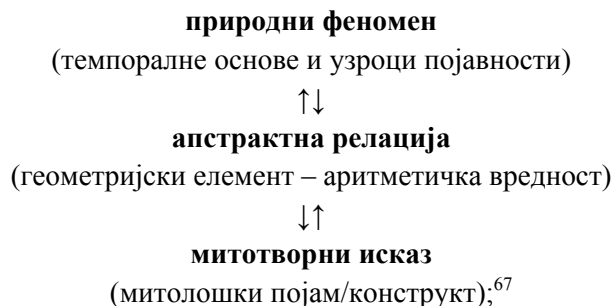 природни феномен
(темпоралне основе и узроци појавности)
↑↓
апстрактна релација
(геометријски елемент – аритметичка вредност)
↓↑
митотворни исказ
(митолошки појам/конструкт);67